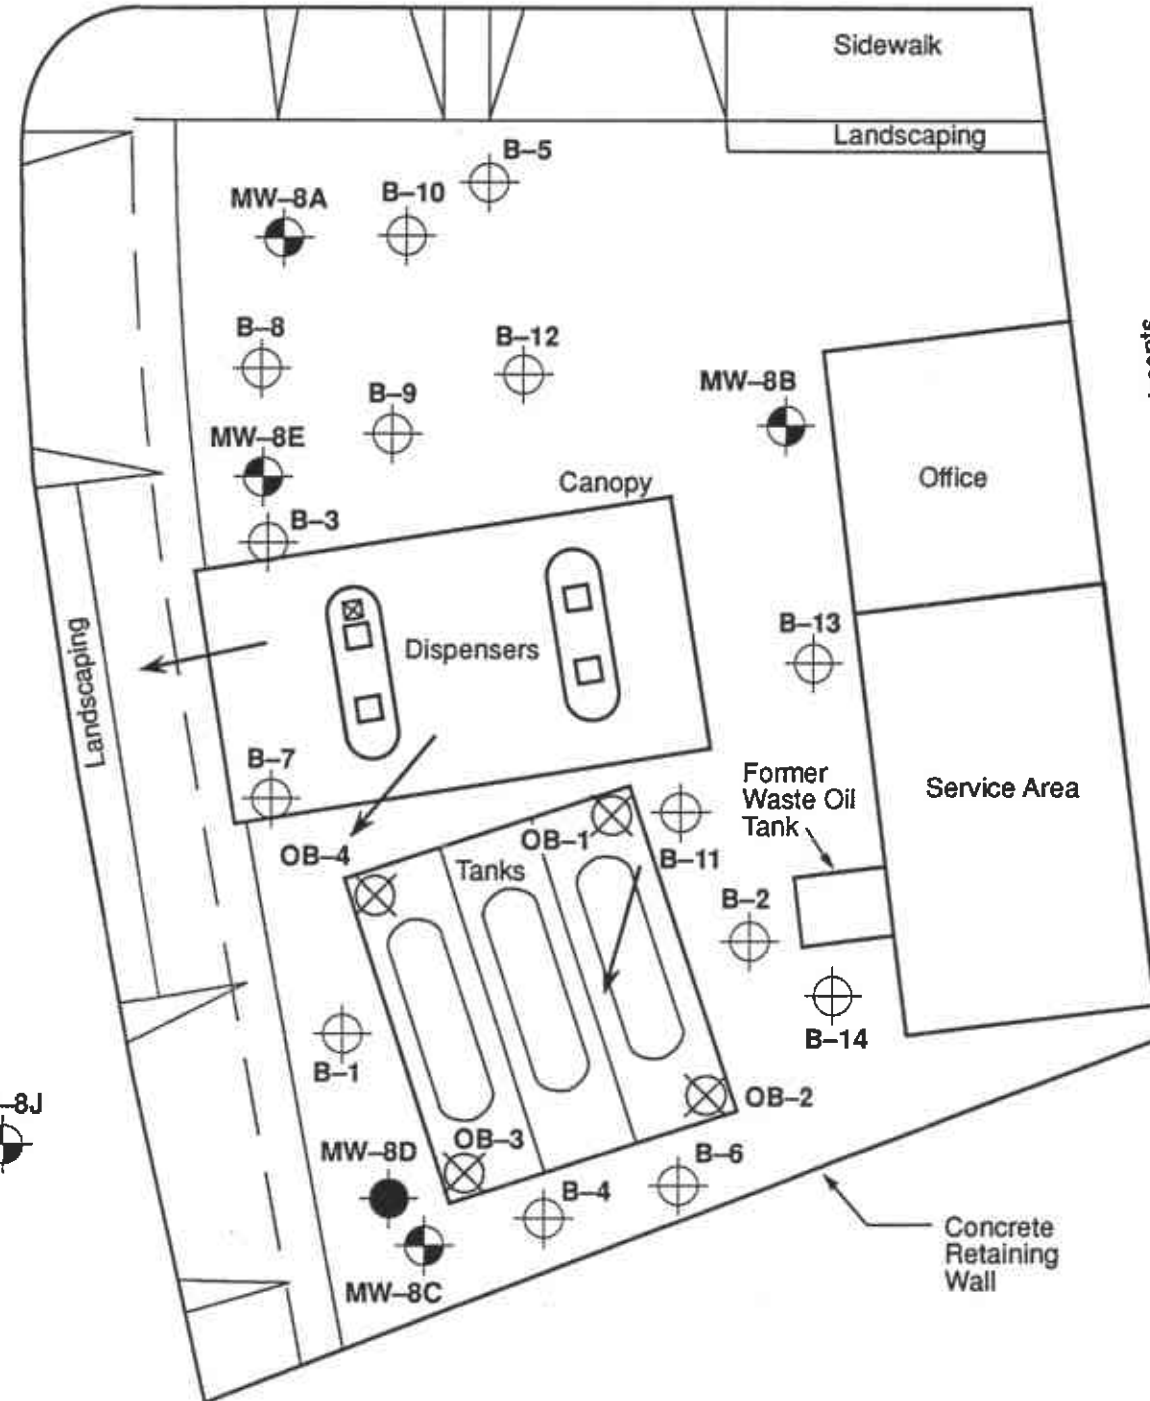 Sidewalk
Landscaping
B–5
MW–8A
B–10
B–8
B–12
MW–8B
B–9
MW–8E
Office
Canopy
B–3
Dispensers
B–13
Landscaping
B–7
Former
Waste Oil
Tank
Service Area
OB–1
OB–4
Tanks
B–11
B–2
B–14
B–1
–8J
OB–2
OB–3
MW–8D
B–6
B–4
Concrete
Retaining
Wall
MW–8C